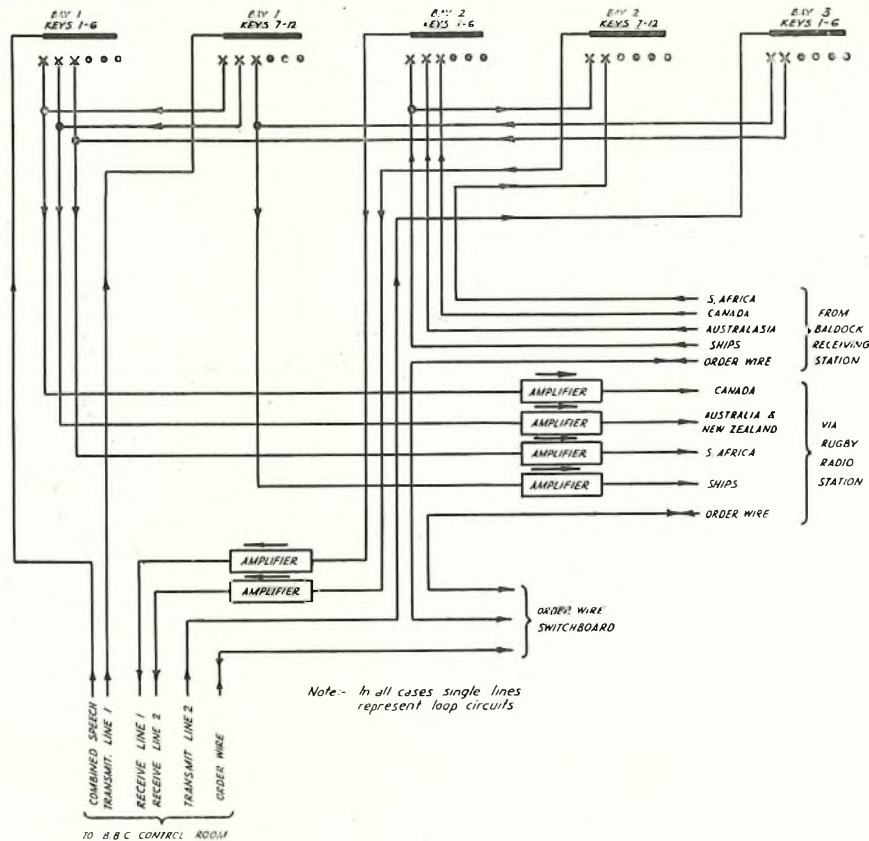 BAY 1
KEYS 1-6
BAY 1
KEYS 7-12
BAY 2
KEYS 1-6
BAY 2
KEYS 7-12
BAY 3
KEYS 1-6
S. AFRICA
CANADA
AUSTRALASIA
SHIPS
ORDER WIRE
FROM
BALDOCK
RECEIVING
STATION
AMPLIFIER
CANADA
AMPLIFIER
AUSTRALIA &
NEW ZEALAND
AMPLIFIER
S. AFRICA
AMPLIFIER
SHIPS
ORDER WIRE
VIA
RUGBY
RADIO
STATION
AMPLIFIER
AMPLIFIER
ORDER WIRE
SWITCHBOARD
Note:- In all cases single lines
represent loop circuits
COMBINED SPEECH
TRANSMIT. LINE 1
RECEIVE LINE 1
RECEIVE LINE 2
TRANSMIT LINE 2
ORDER WIRE
TO B.B.C CONTROL ROOM